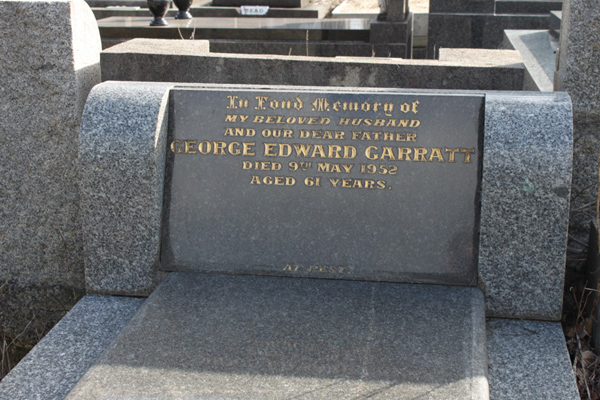 In Fond Memory of
MY BELOVED HUSBAND
AND OUR DEAR FATHER
GEORGE EDWARD GARRATT
DIED 9TH MAY 1952
AGED 61 YEARS.
AT REST